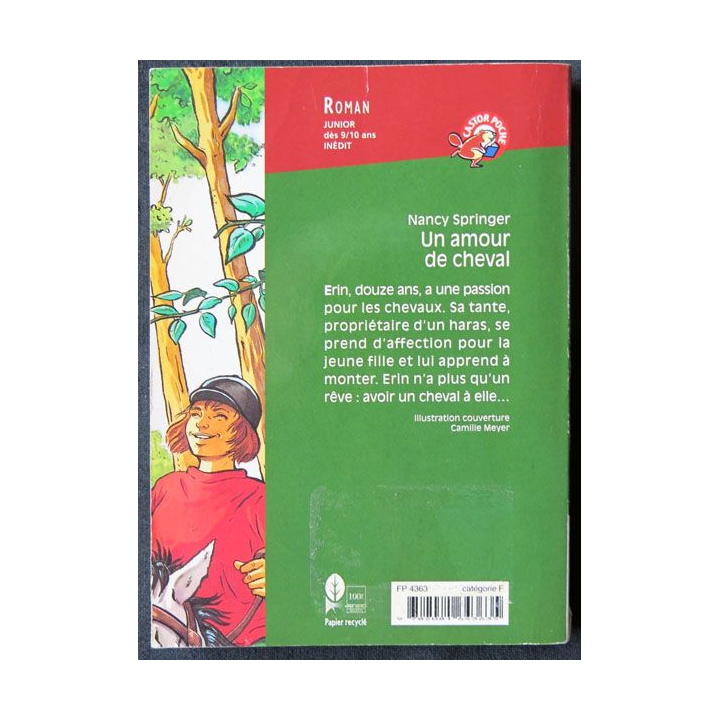 ROMAN
JUNIOR
dès 9/10 ans
INÉDIT
CASTOR POCHE
Nancy Springer
Un amour
de cheval
Erin, douze ans, a une passion
pour les chevaux. Sa tante,
propriétaire d'un haras, se
prend d'affection pour la
jeune fille et lui apprend à
monter. Erin n'a plus qu'un
rêve : avoir un cheval à elle...
Illustration couverture
Camille Meyer
FP 4363 catégorie F
100%
Papier recyclé